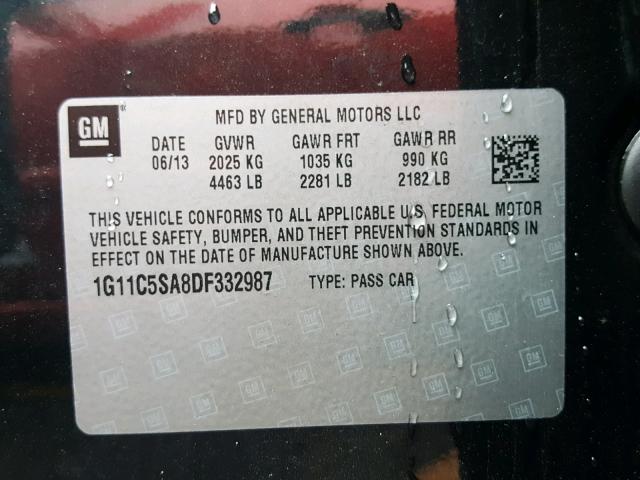 GM
MFD BY GENERAL MOTORS LLC
DATE GVWR GAWR FRT GAWR RR
06/13 2025 KG 1035 KG 990 KG
4463 LB 2281 LB 2182 LB
THIS VEHICLE CONFORMS TO ALL APPLICABLE U.S. FEDERAL MOTOR
VEHICLE SAFETY, BUMPER, AND THEFT PREVENTION STANDARDS IN
EFFECT ON THE DATE OF MANUFACTURE SHOWN ABOVE.
1G11C5SA8DF332987 TYPE: PASS CAR